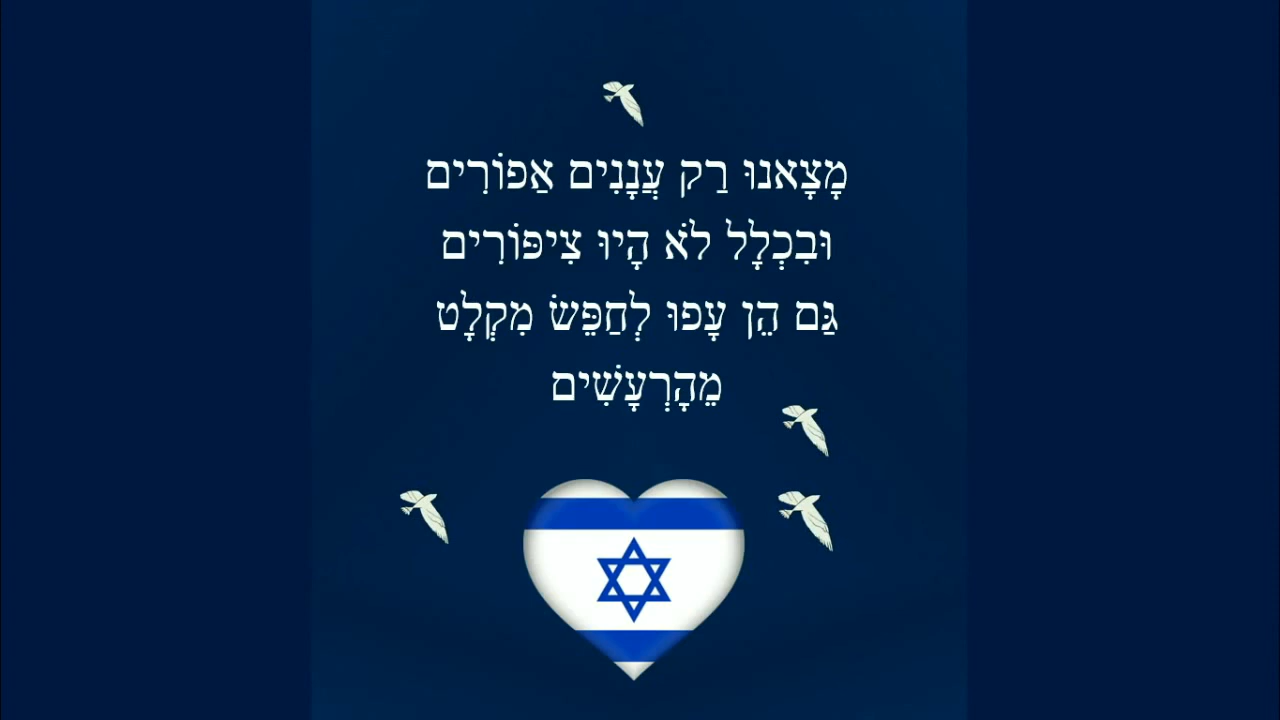 מָצָאנוּ רַק עֲנָנִים אַפוֹרִים
וּבִכְלָל לֹא הָיוּ צִיפּוֹרִים
גַּם הֵן עָפוּ לְחַפֵּשׂ מִקְלָט
מֵהָרְעָשִׁים